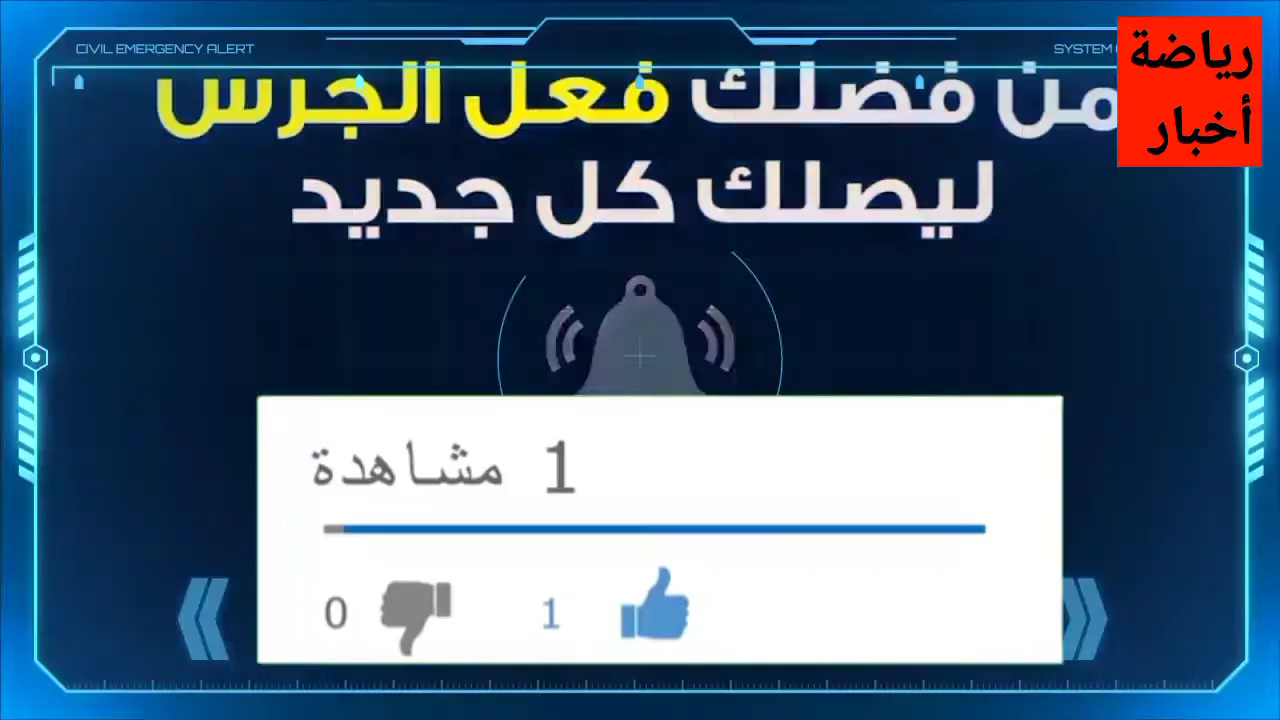 CIVIL EMERGENCY ALERT
SYSTEM
رياضة
أخبار
من فضلك فعل الجرس
ليصلك كل جديد
1 مشاهدة
0
1